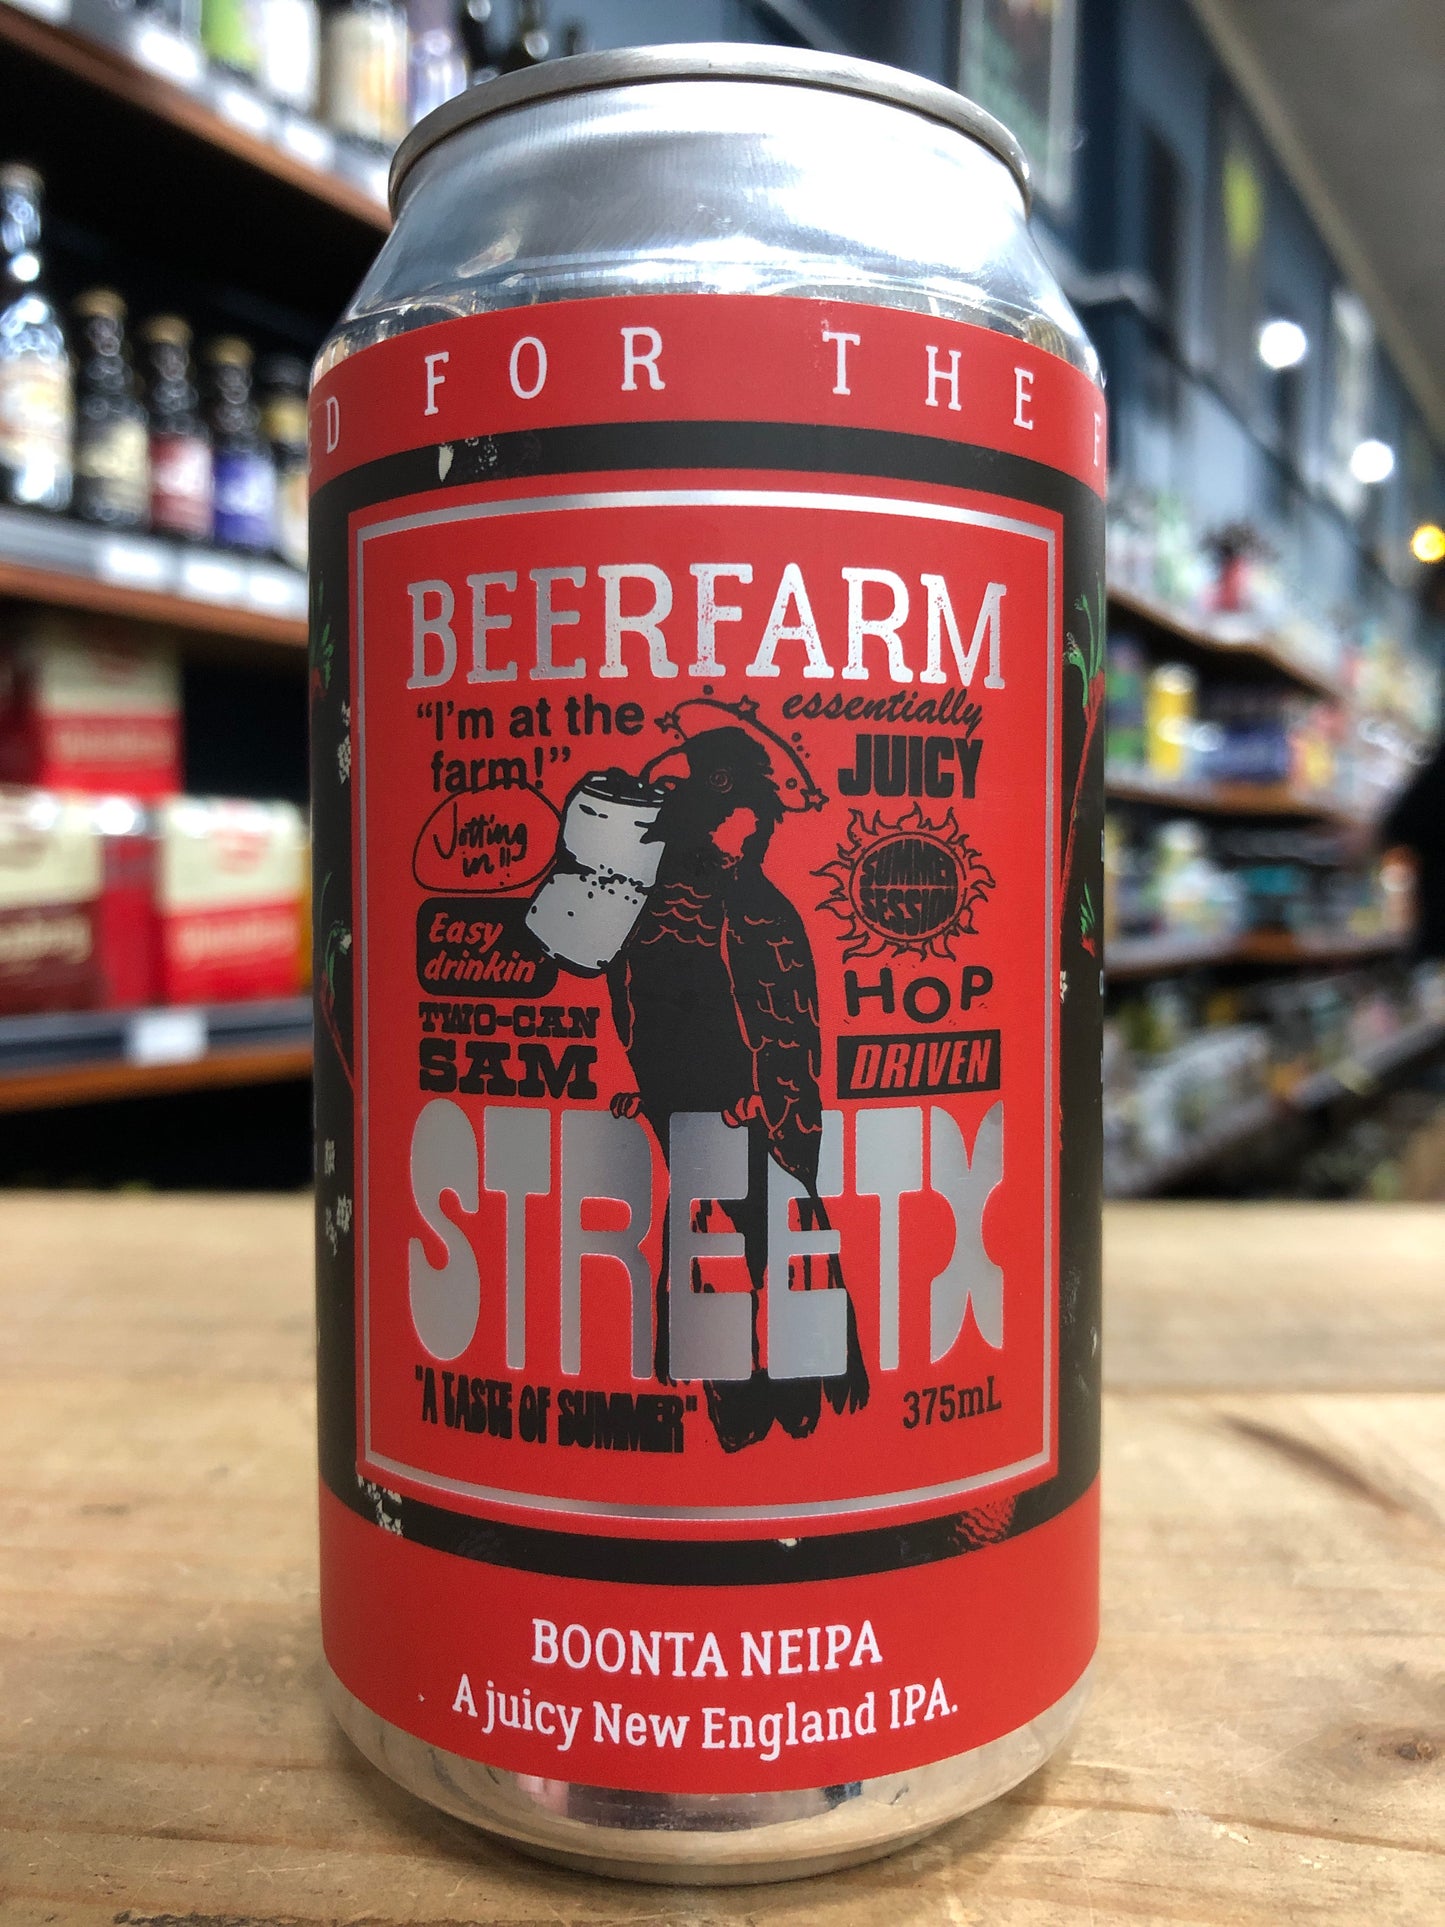 D FOR THE F
BEERFARM
"I'm at the
farm!"
essentially
JUICY
Jotting
in!!
SUMMER
SESSION
Easy
drinkin'
HOP
DRIVEN
TWO-CAN
SAM
STREETX
"A TASTE OF SUMMER"
375mL
BOONTA NEIPA
A juicy New England IPA.